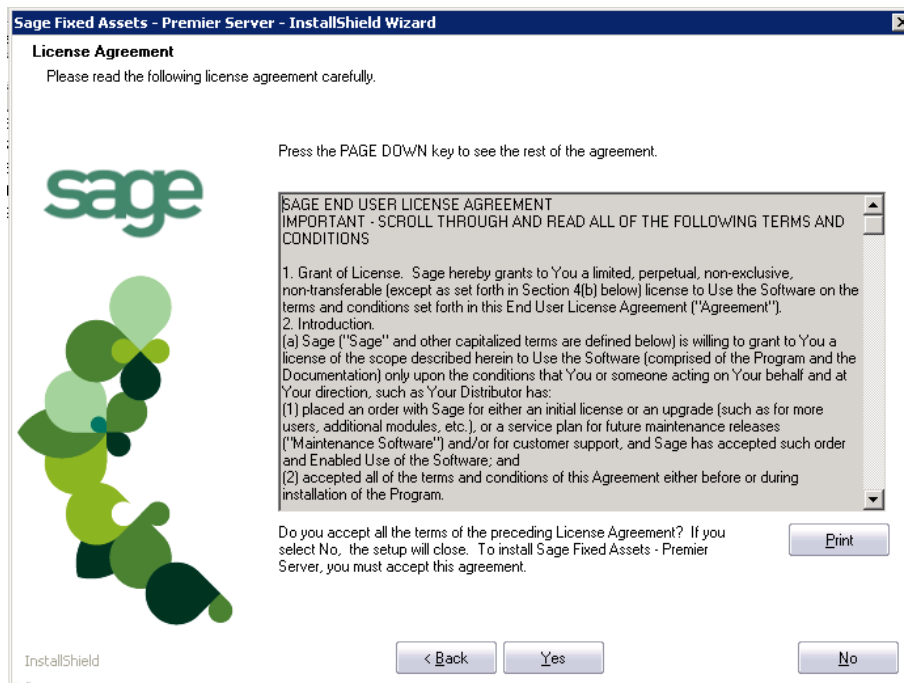 Sage Fixed Assets - Premier Server - InstallShield Wizard
License Agreement
Please read the following license agreement carefully.
Press the PAGE DOWN key to see the rest of the agreement.
sage
SAGE END USER LICENSE AGREEMENT
IMPORTANT - SCROLL THROUGH AND READ ALL OF THE FOLLOWING TERMS AND
CONDITIONS
1. Grant of License. Sage hereby grants to You a limited, perpetual, non-exclusive,
non-transferable (except as set forth in Section 4(b) below) license to Use the Software on the
terms and conditions set forth in this End User License Agreement ("Agreement").
2. Introduction.
(a) Sage ("Sage" and other capitalized terms are defined below) is willing to grant to You a
license of the scope described herein to Use the Software (comprised of the Program and the
Documentation) only upon the conditions that You or someone acting on Your behalf and at
Your direction, such as Your Distributor has:
(1) placed an order with Sage for either an initial license or an upgrade (such as for more
users, additional modules, etc.), or a service plan for future maintenance releases
("Maintenance Software") and/or for customer support, and Sage has accepted such order
and Enabled Use of the Software; and
(2) accepted all of the terms and conditions of this Agreement either before or during
installation of the Program.
Do you accept all the terms of the preceding License Agreement? If you
select No, the setup will close. To install Sage Fixed Assets - Premier
Server, you must accept this agreement.
Print
InstallShield
< Back
Yes
No